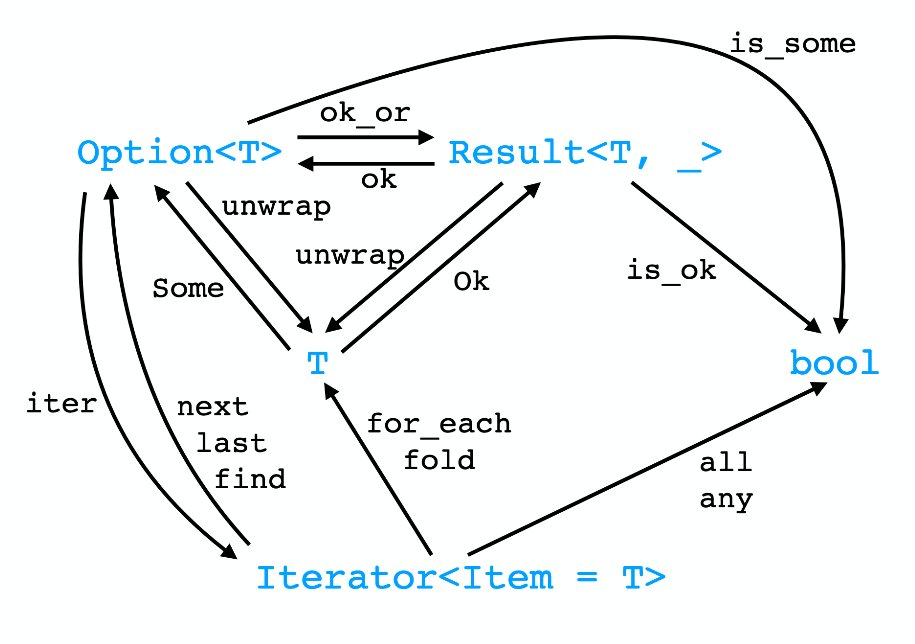 is_some
ok_or
Option<T>
Result<T, _>
ok
unwrap
unwrap
is_ok
Some
Ok
T
bool
iter
next
last
find
for_each
fold
all
any
Iterator<Item = T>